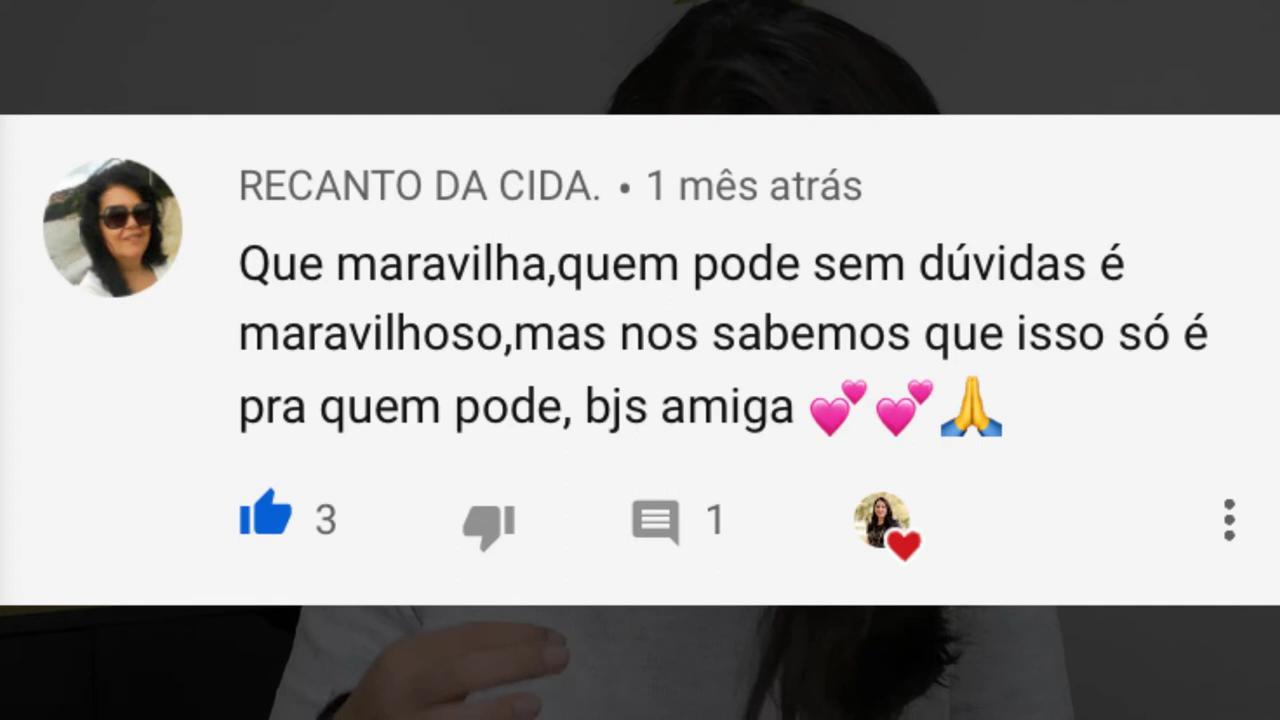 RECANTO DA CIDA. • 1 mês atrás
Que maravilha,quem pode sem dúvidas é
maravilhoso,mas nos sabemos que isso só é
pra quem pode, bjs amiga 💕💕🙏
3 1